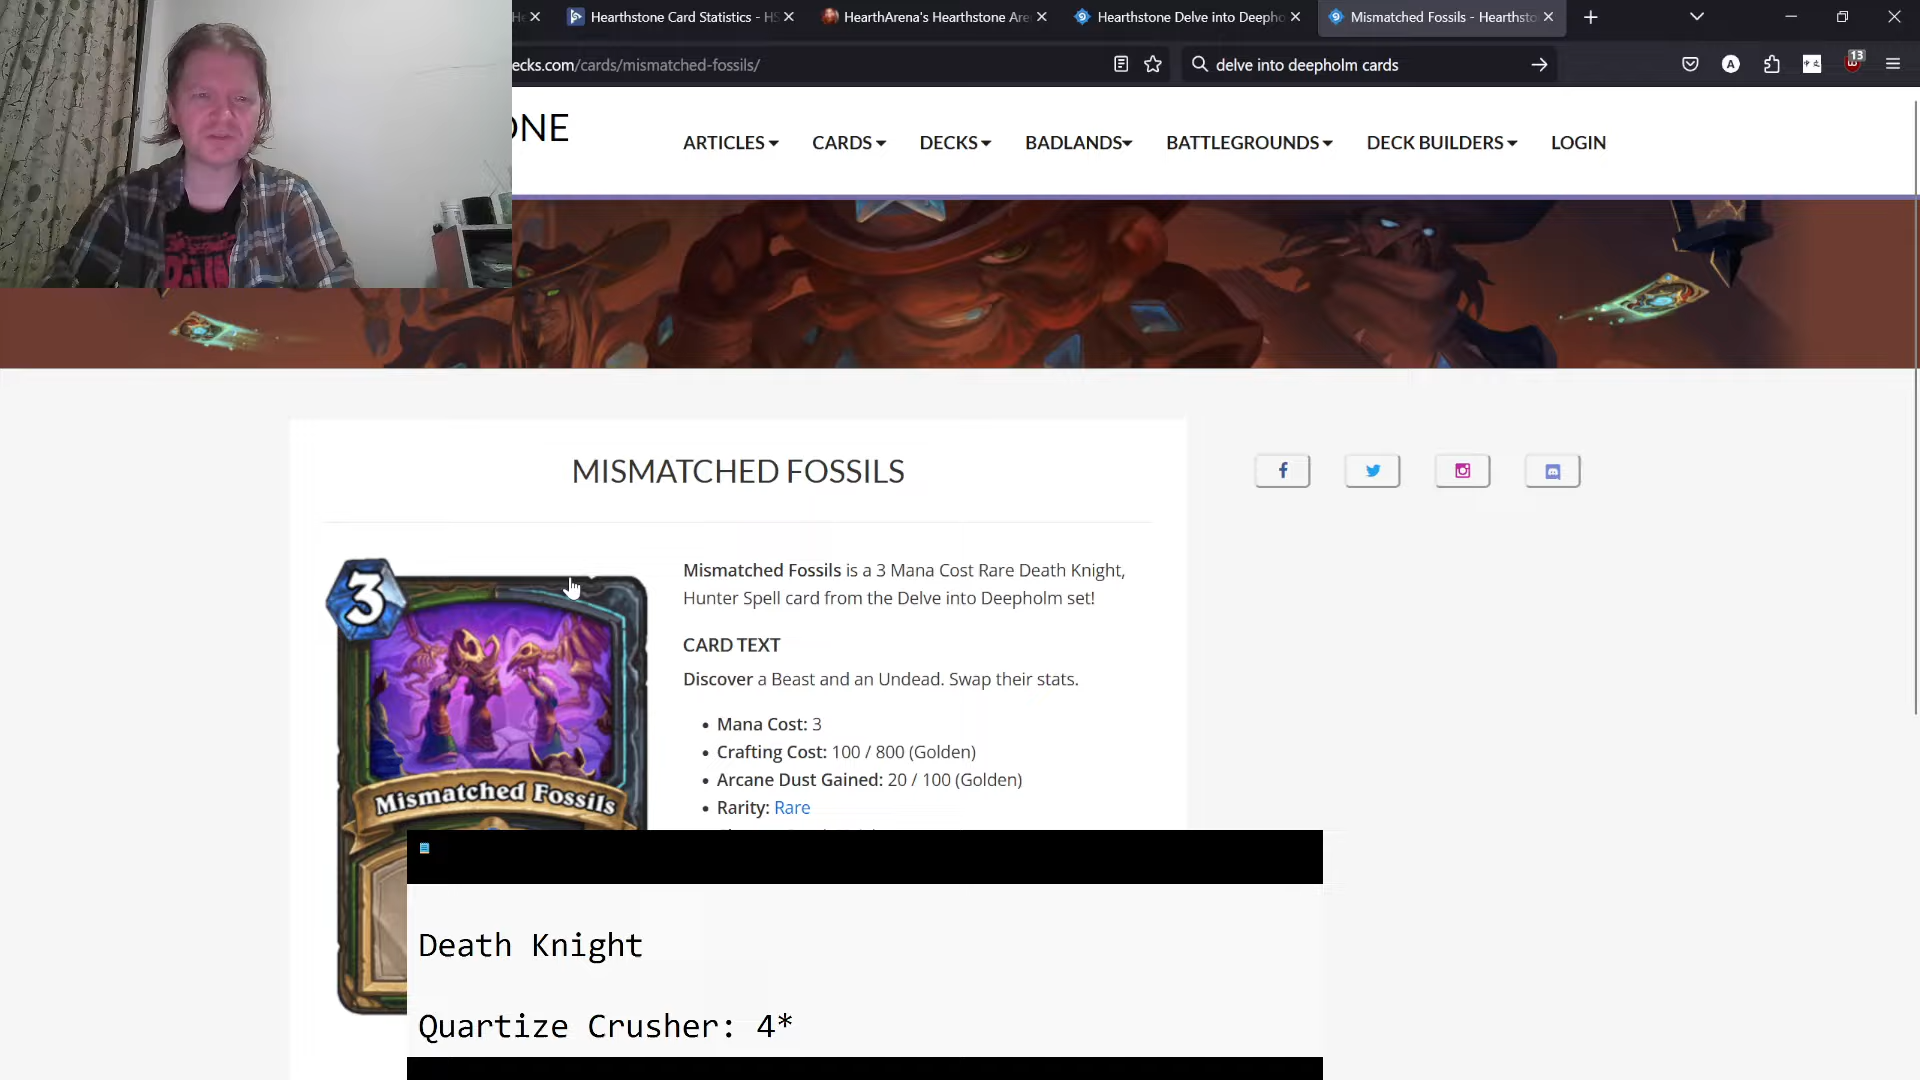 Hearthstone Card Statistics - HS
HearthArena's Hearthstone Are
Hearthstone Delve into Deepho
Mismatched Fossils - Hearthsto
ecks.com/cards/mismatched-fossils/
delve into deepholm cards
A
13
ONE
ARTICLES
CARDS
DECKS
BADLANDS
BATTLEGROUNDS
DECK BUILDERS
LOGIN
MISMATCHED FOSSILS
3
Mismatched Fossils
Mismatched Fossils is a 3 Mana Cost Rare Death Knight,
Hunter Spell card from the Delve into Deepholm set!
CARD TEXT
Discover a Beast and an Undead. Swap their stats.
• Mana Cost: 3
• Crafting Cost: 100 / 800 (Golden)
• Arcane Dust Gained: 20 / 100 (Golden)
• Rarity: Rare
Death Knight
Quartize Crusher: 4*